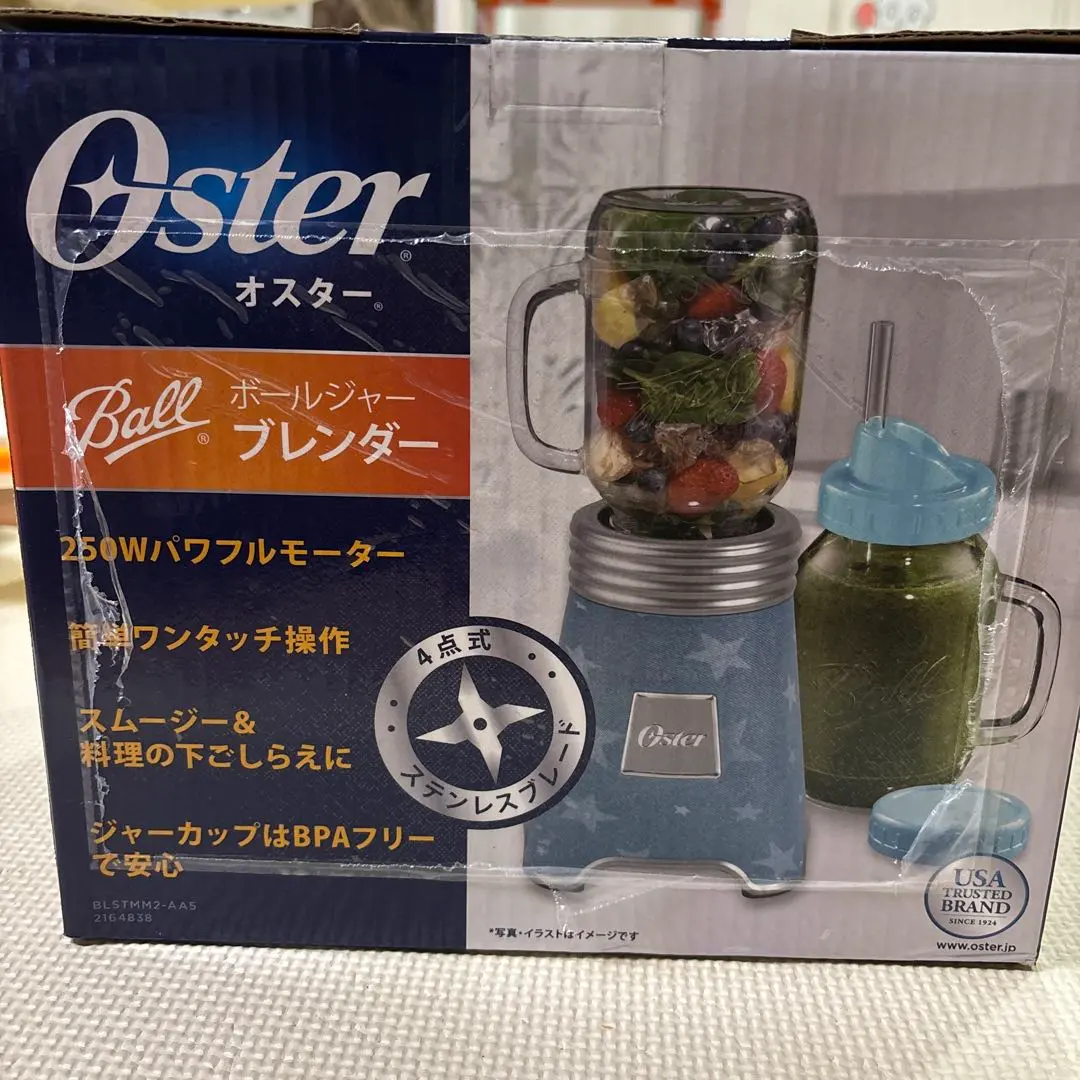 Oster®
オスター®
Ball®
ボールジャー
ブレンダー
250Wパワフルモーター
簡単ワンタッチ操作
スムージー&
料理の下ごしらえに
ジャーカップはBPAフリー
で安心
BLSTMM2-AA5
2164838
4点式
ステンレスブレード
Oster
Ball
USA
TRUSTED
BRAND
SINCE 1924
www.oster.jp
*写真・イラストはイメージです